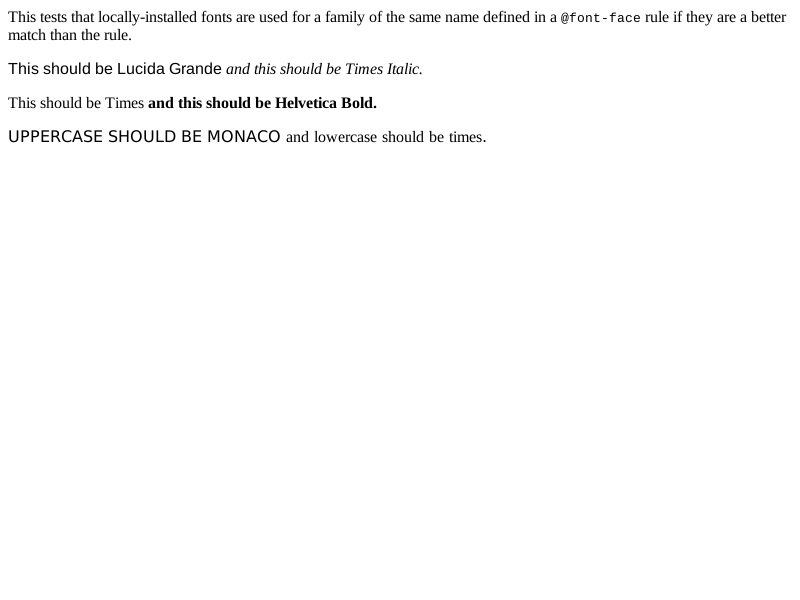 This tests that locally-installed fonts are used for a family of the same name defined in a @font-face rule if they are a better
match than the rule.
This should be Lucida Grande and this should be Times Italic.
This should be Times and this should be Helvetica Bold.
UPPERCASE SHOULD BE MONACO and lowercase should be times.